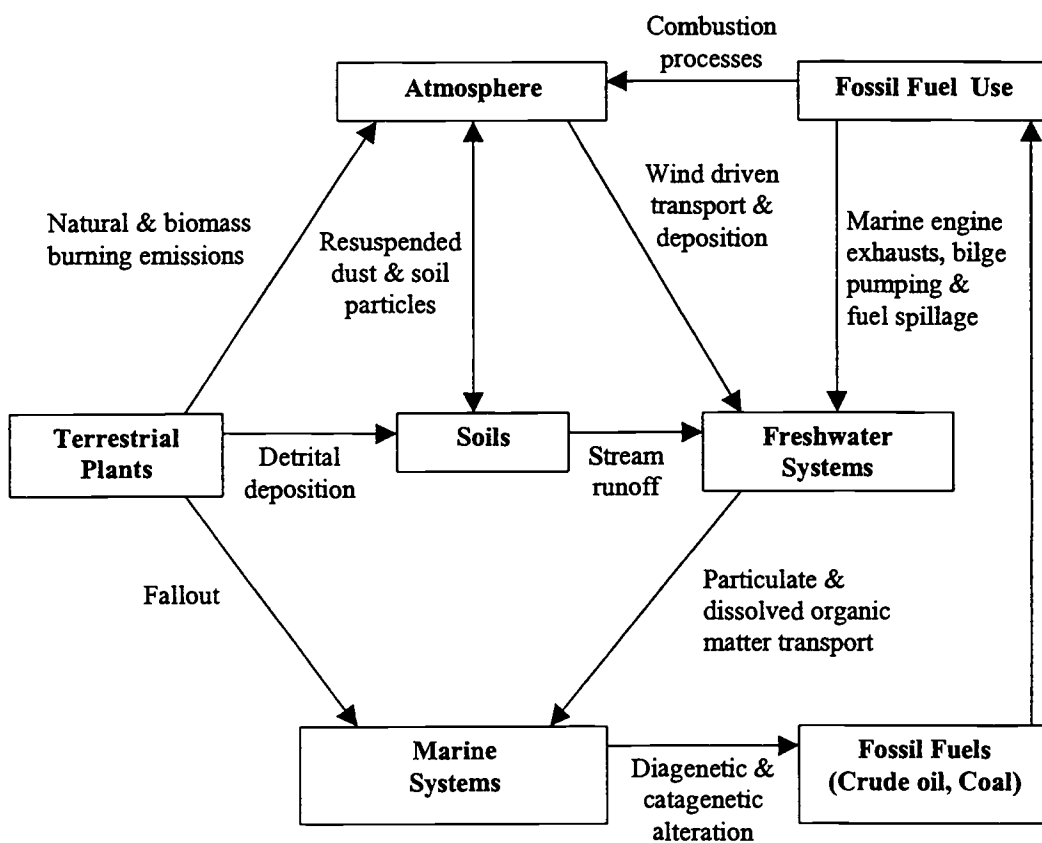 Combustion
processes
Atmosphere
Fossil Fuel Use
Natural & biomass
burning emissions
Resuspended
dust & soil
particles
Wind driven
transport &
deposition
Marine engine
exhausts, bilge
pumping &
fuel spillage
Terrestrial
Plants
Detrital
deposition
Soils
Stream
runoff
Freshwater
Systems
Fallout
Particulate &
dissolved organic
matter transport
Marine
Systems
Diagenetic &
catagenetic
alteration
Fossil Fuels
(Crude oil, Coal)